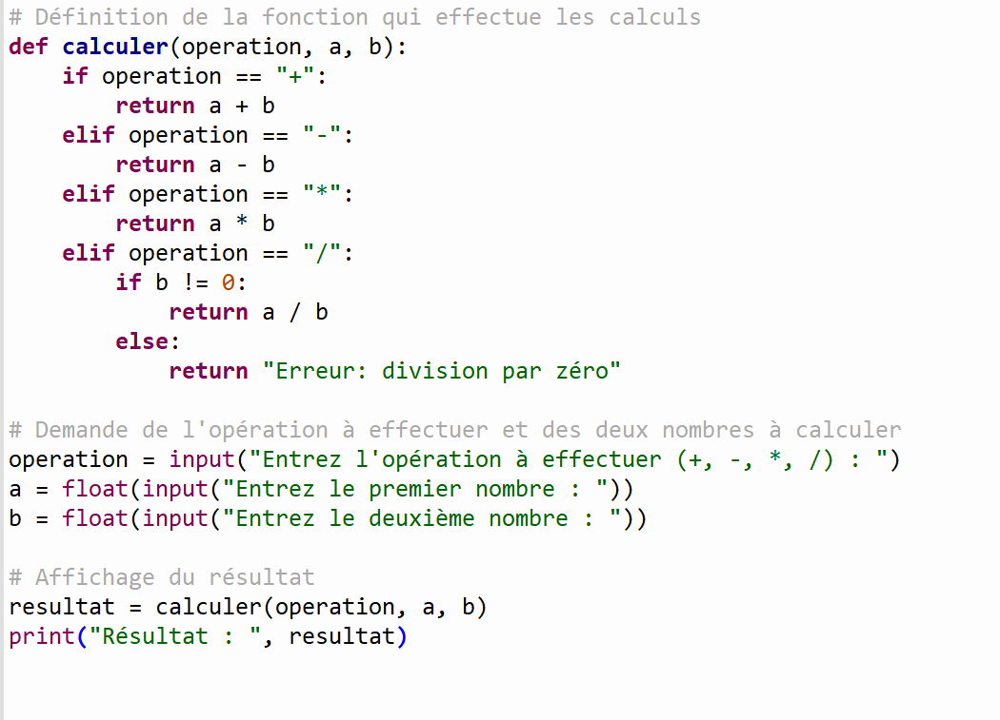 # Définition de la fonction qui effectue les calculs
def calculer(operation, a, b):
    if operation == "+":
        return a + b
    elif operation == "-":
        return a - b
    elif operation == "*":
        return a * b
    elif operation == "/":
        if b != 0:
            return a / b
        else:
            return "Erreur: division par zéro"

# Demande de l'opération à effectuer et des deux nombres à calculer
operation = input("Entrez l'opération à effectuer (+, -, *, /) : ")
a = float(input("Entrez le premier nombre : "))
b = float(input("Entrez le deuxième nombre : "))

# Affichage du résultat
resultat = calculer(operation, a, b)
print("Résultat : ", resultat)